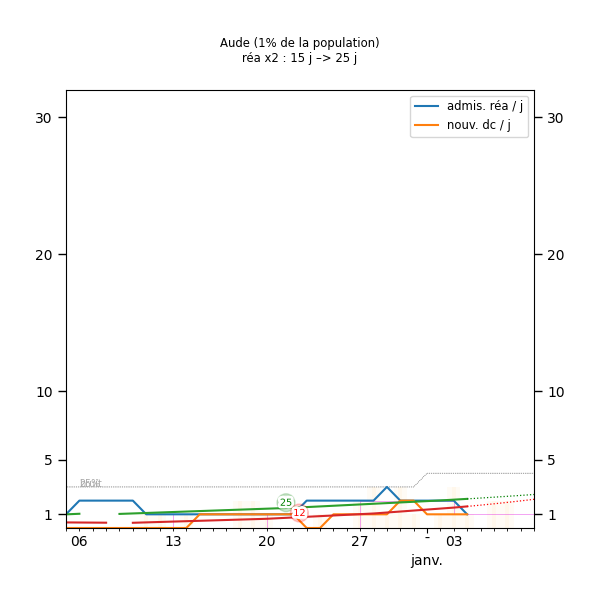 Aude (1% de la population)
réa x2 : 15 j –> 25 j
admis. réa / j
nouv. dc / j
30 30
20 20
10 10
5 5
25
12
1 1
06 13 20 27 - 03
janv.